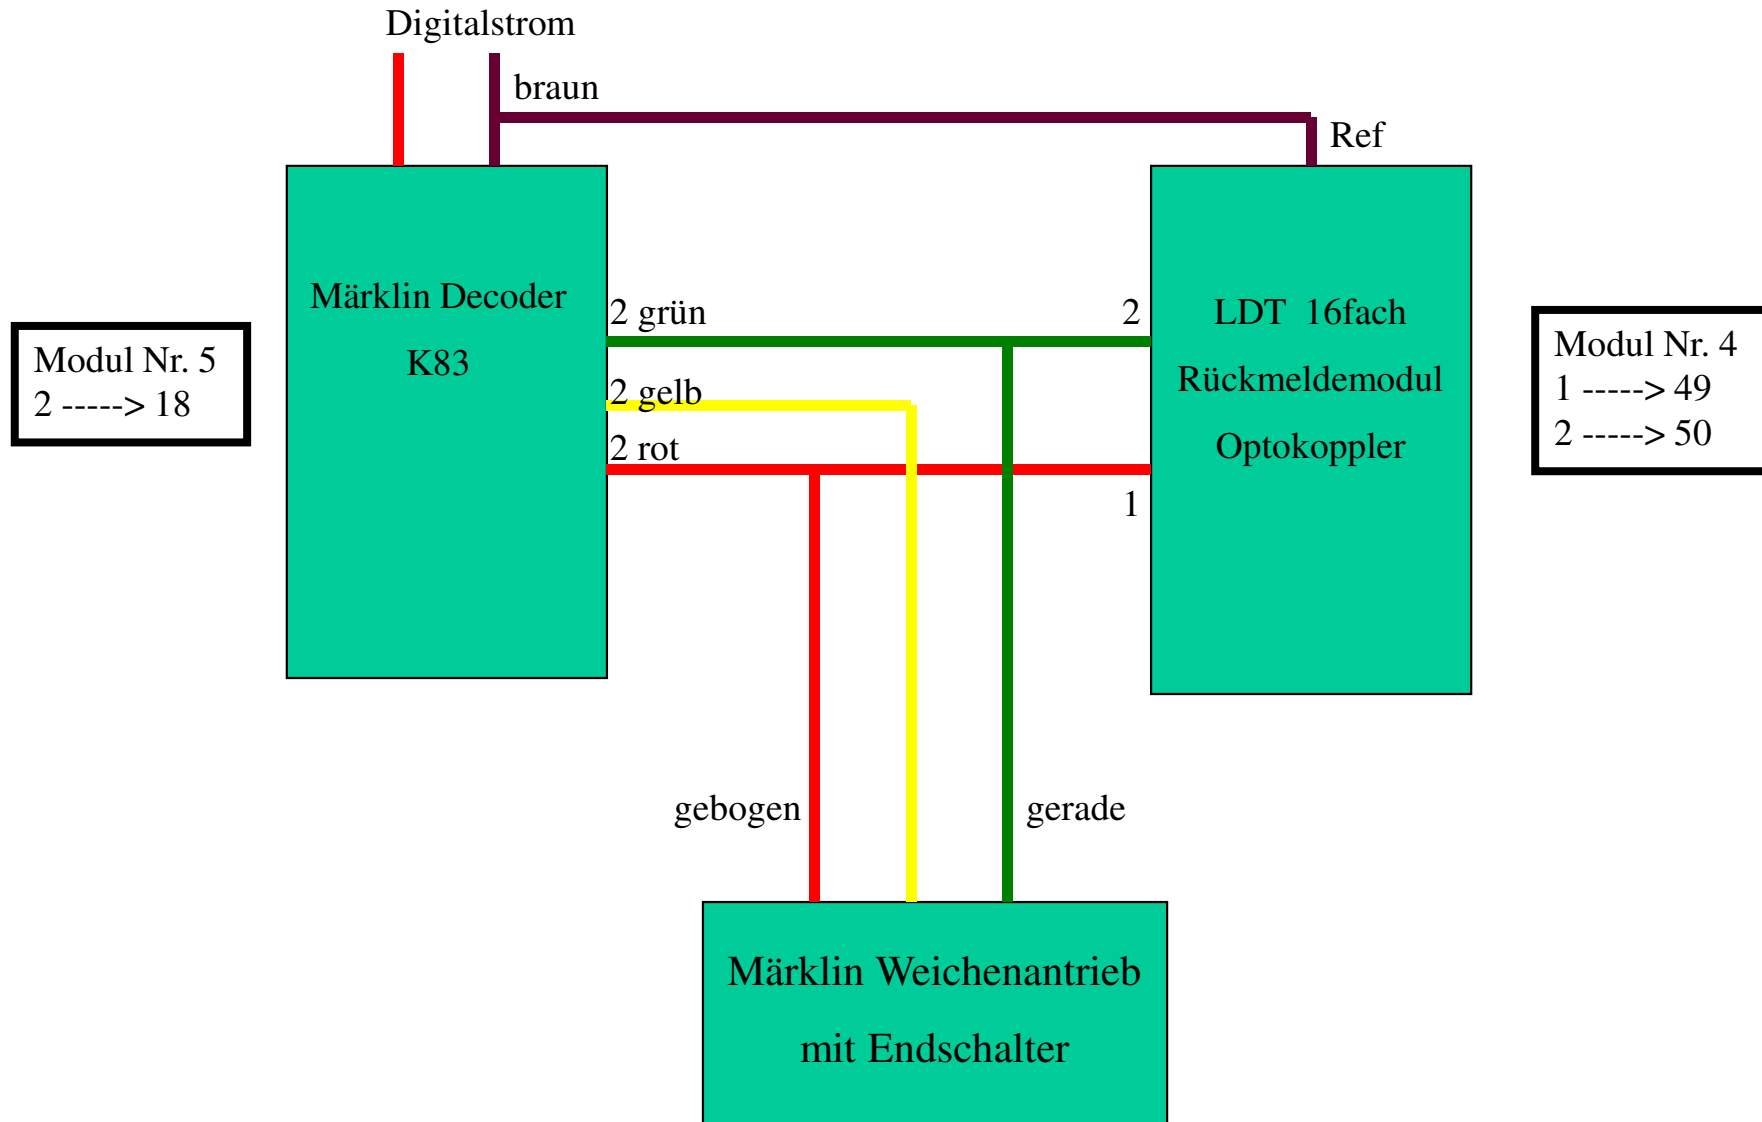 Digitalstrom
braun
Ref
Märklin Decoder
K83
2 grün
2 gelb
2 rot
2
1
LDT  16fach
Rückmeldemodul
Optokoppler
Modul Nr. 5
2 -----> 18
Modul Nr. 4
1 -----> 49
2 -----> 50
gebogen
gerade
Märklin Weichenantrieb
mit Endschalter